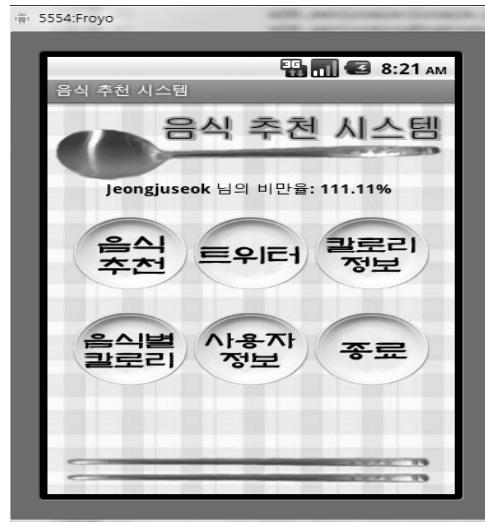 5554:Froyo
3G 8:21 AM
음식 추천 시스템
음식 추천 시스템
Jeongjuseok 님의 비만율: 111.11%
음식
추천
트위터
칼로리
정보
음식별
칼로리
사용자
정보
종료